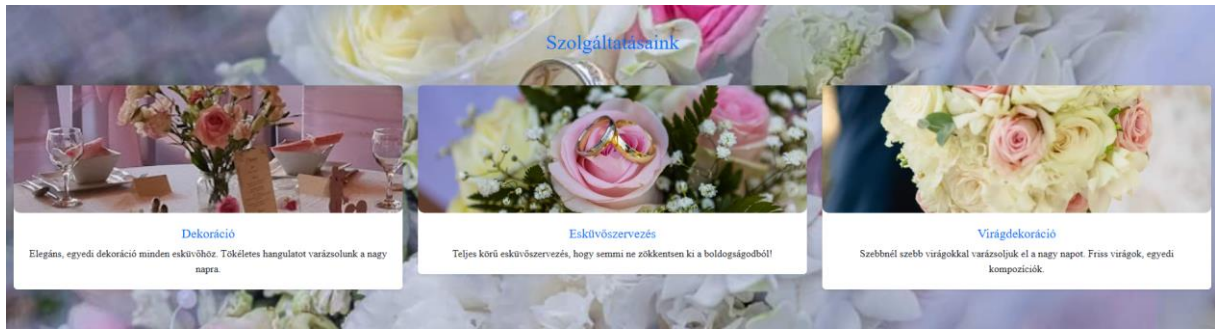 Szolgáltatásaink
Dekoráció
Elegáns, egyedi dekoráció minden esküvőhöz. Tökéletes hangulatot varázsolunk a nagy
napra.
Esküvőszervezés
Teljes körű esküvőszervezés, hogy semmi ne zökkentsen ki a boldogságodból!
Virágdekoráció
Szebbnél szebb virágokkal varázsoljuk el a nagy napot. Friss virágok, egyedi
kompozíciók.